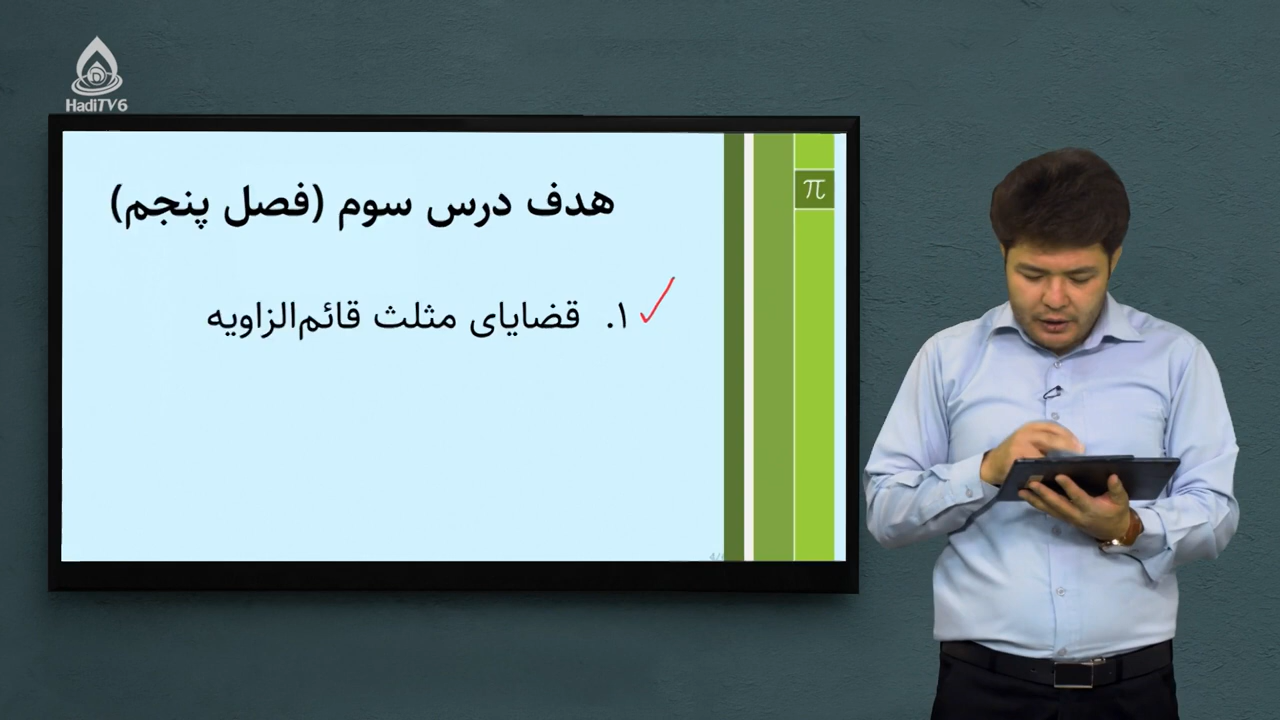 HadiTV6
هدف درس سوم (فصل پنجم)
π
۱. قضایای مثلث قائم‌الزاویه